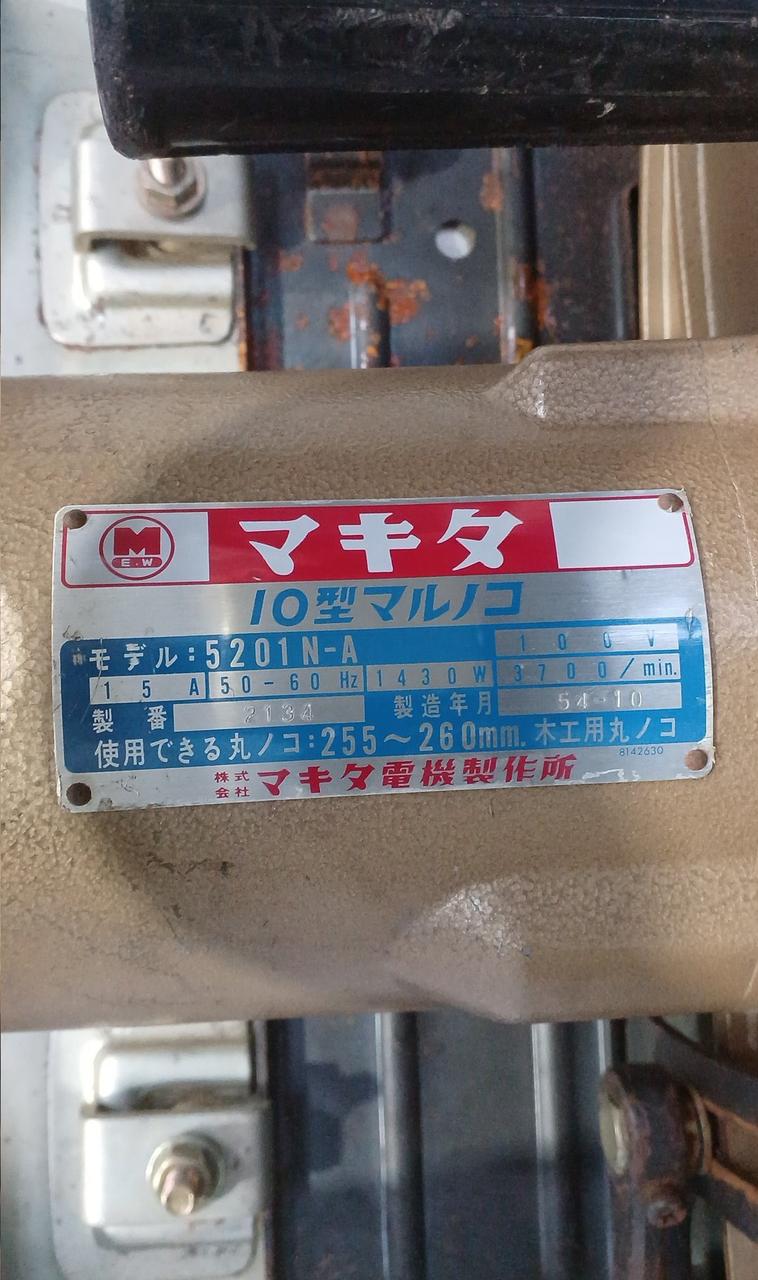 M
E.W
マキタ
10型マルノコ
モデル:5201N-A 100V
15A 50-60Hz 1430W 3700/min.
製番 2134 製造年月 54-10
使用できる丸ノコ:255〜260mm. 木工用丸ノコ
8142630
株式会社 マキタ電機製作所